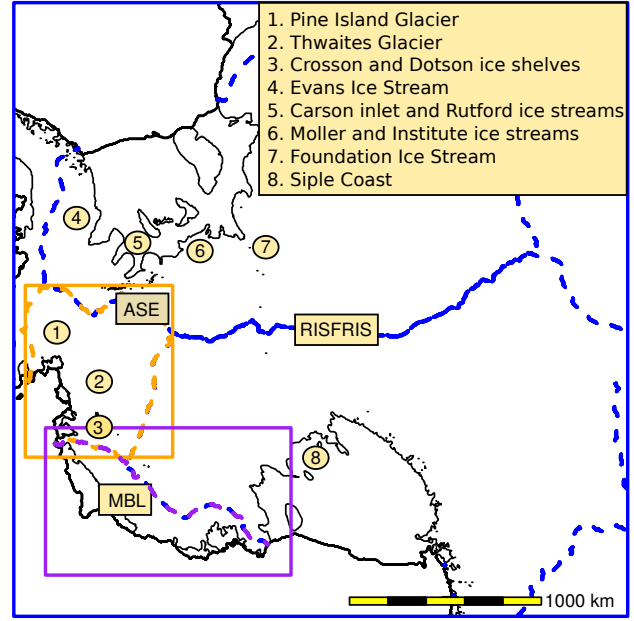 1. Pine Island Glacier
2. Thwaites Glacier
3. Crosson and Dotson ice shelves
4. Evans Ice Stream
5. Carson inlet and Rutford ice streams
6. Moller and Institute ice streams
7. Foundation Ice Stream
8. Siple Coast
4
5
6
7
ASE
1
RISFRIS
2
3
8
MBL
1000 km